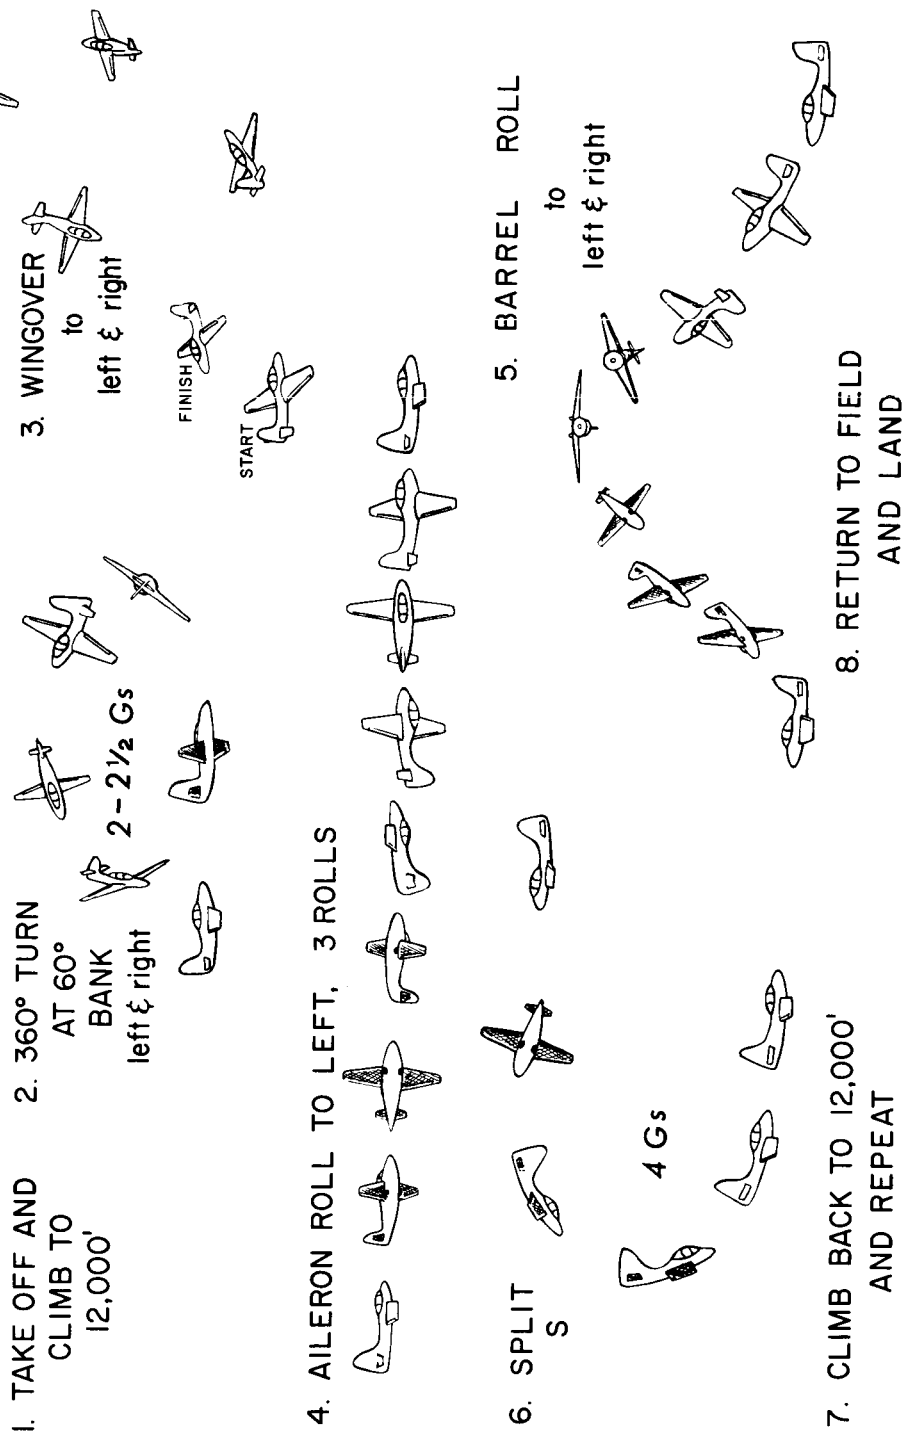 1. TAKE OFF AND
CLIMB TO
12,000'
2. 360° TURN
AT 60°
BANK
left & right
2-2½ Gs
3. WINGOVER
to
left & right
FINISH
START
4. AILERON ROLL TO LEFT, 3 ROLLS
5. BARREL ROLL
to
left & right
6. SPLIT
S
4 Gs
7. CLIMB BACK TO 12,000'
AND REPEAT
8. RETURN TO FIELD
AND LAND